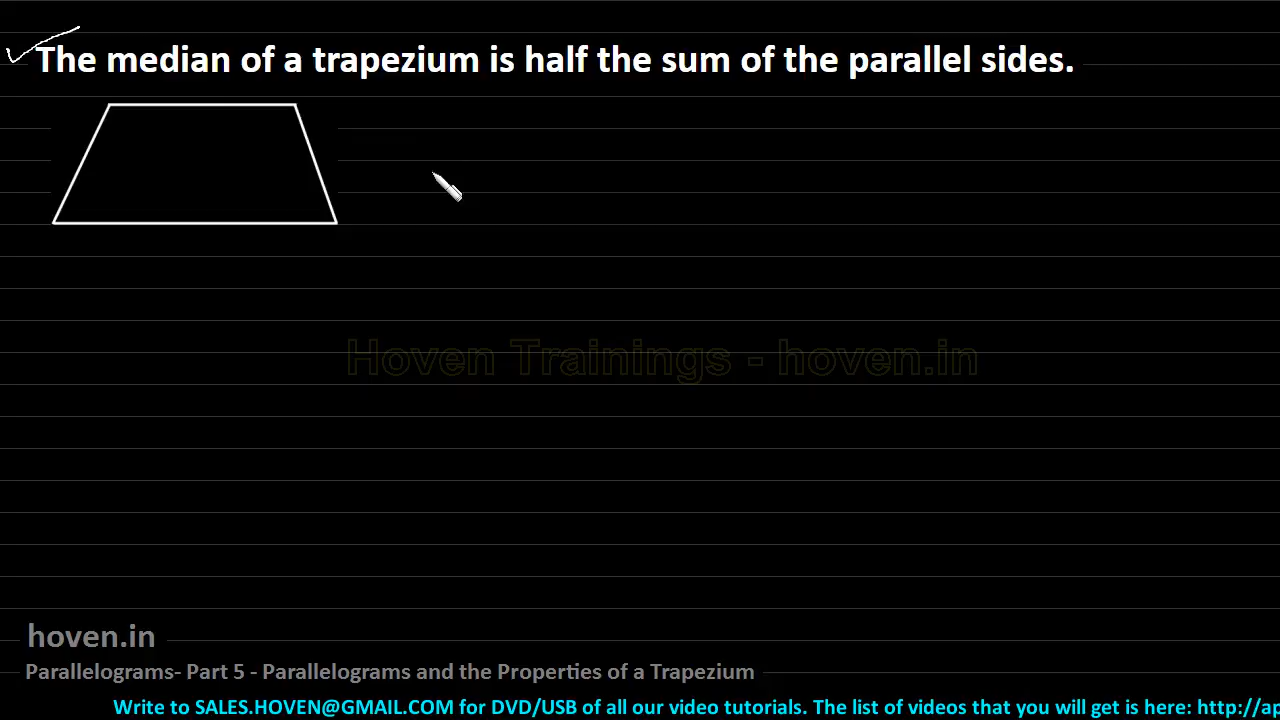 The median of a trapezium is half the sum of the parallel sides.
Hoven Trainings - hoven.in
hoven.in
Parallelograms- Part 5 - Parallelograms and the Properties of a Trapezium
Write to SALES.HOVEN@GMAIL.COM for DVD/USB of all our video tutorials. The list of videos that you will get is here: http://ap